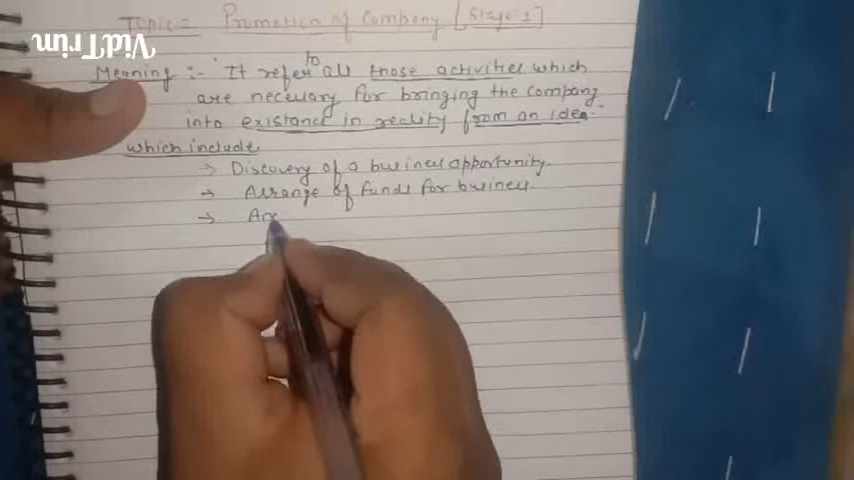 Topic = Promotion of Company [Stage 1]
VidTrim
Meaning :- It refer to all those activities which
are necessary for bringing the company
into existance in reality from an idea.
which include
→ Discovery of a business opportunity
→ Arrange of funds for business
→ Arr